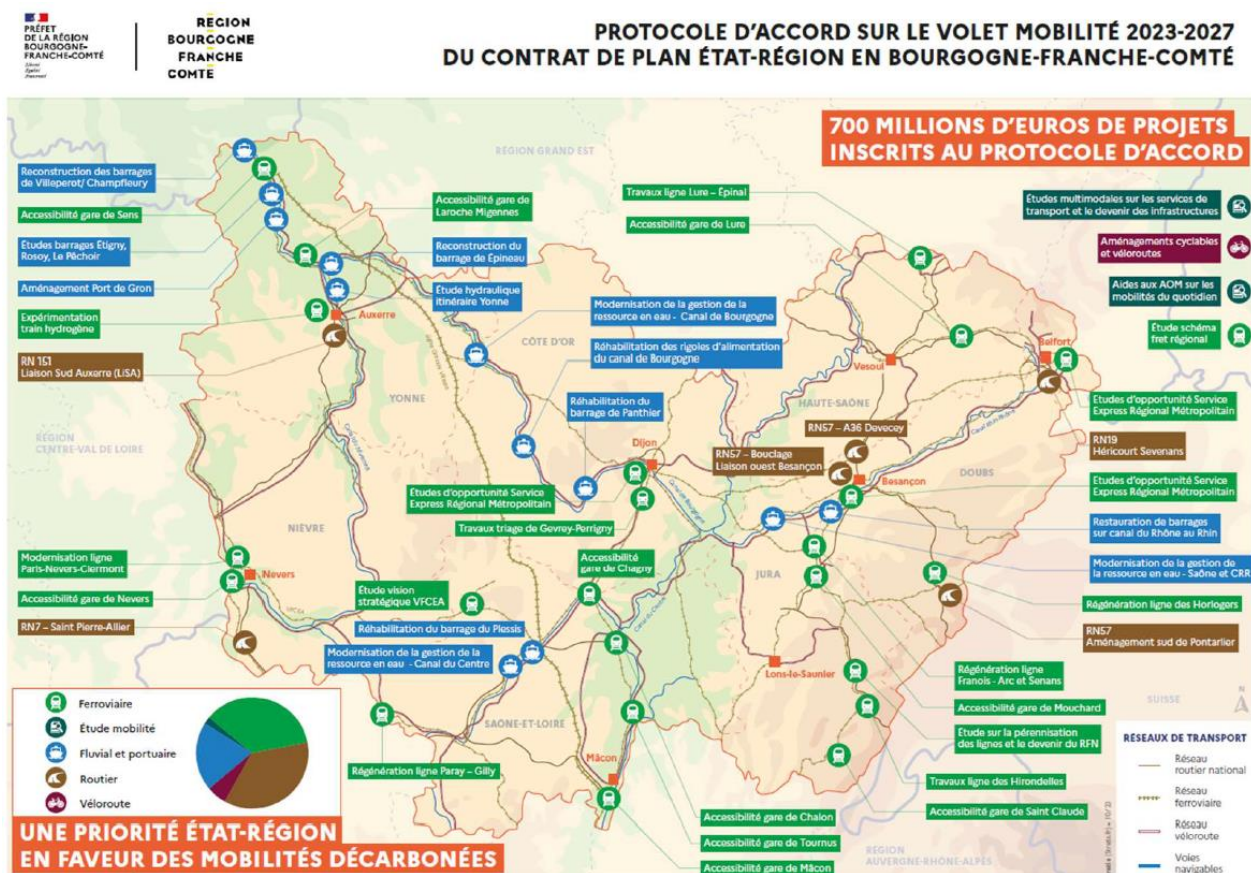 PRÉFET
DE LA RÉGION
BOURGOGNE-
FRANCHE-COMTÉ
Liberté
Égalité
Fraternité
RÉGION
BOURGOGNE
FRANCHE
COMTÉ
PROTOCOLE D'ACCORD SUR LE VOLET MOBILITÉ 2023-2027
DU CONTRAT DE PLAN ÉTAT-RÉGION EN BOURGOGNE-FRANCHE-COMTÉ
700 MILLIONS D'EUROS DE PROJETS
INSCRITS AU PROTOCOLE D'ACCORD
Reconstruction des barrages
de Villeperot/ Champfleury
Accessibilité gare de Sens
Études barrages Étigny,
Rosoy, Le Pêchoir
Aménagement Port de Gron
Expérimentation
train hydrogène
RN 151
Liaison Sud Auxerre (LiSA)
RÉGION GRAND EST
Accessibilité gare de
Laroche Migennes
Reconstruction du
barrage de Épineau
Étude hydraulique
itinéraire Yonne
Auxerre
Modernisation de la gestion de la
ressource en eau - Canal de Bourgogne
CÔTE D'OR
Réhabilitation des rigoles d'alimentation
du canal de Bourgogne
YONNE
Réhabilitation du
barrage de Panthier
Travaux ligne Lure – Épinal
Accessibilité gare de Lure
Études multimodales sur les services de
transport et le devenir des infrastructures
Aménagements cyclables
et véloroutes
Aides aux AOM sur les
mobilités du quotidien
Étude schéma
fret régional
Belfort
Vesoul
HAUTE-SAÔNE
Etudes d'opportunité Service
Express Régional Métropolitain
RN57 – A36 Devecey
RN19
Héricourt Sevenans
RÉGION
CENTRE-VAL DE LOIRE
Dijon
RN57 – Bouclage
Liaison ouest Besançon
DOUBS
Besançon
Études d'opportunité Service
Express Régional Métropolitain
Etudes d'opportunité Service
Express Régional Métropolitain
Canal de Bourgogne
NIÈVRE
Travaux triage de Gevrey-Perrigny
Restauration de barrages
sur canal du Rhône au Rhin
Modernisation ligne
Paris-Nevers-Clermont
Nevers
Accessibilité gare de Nevers
Accessibilité
gare de Chagny
JURA
Modernisation de la gestion de
la ressource en eau - Saône et CRR
Étude vision
stratégique VFCEA
VFCEA
Canal du Centre
Régénération ligne des Horlogers
RN7 – Saint Pierre-Allier
Réhabilitation du barrage du Plessis
RN57
Aménagement sud de Pontarlier
Modernisation de la gestion de la
ressource en eau - Canal du Centre
Lons-le-Saunier
Régénération ligne
Franois - Arc et Senans
SUISSE
N
Accessibilité gare de Mouchard
SAÔNE-ET-LOIRE
Étude sur la pérennisation
des lignes et le devenir du RFN
Mâcon
Régénération ligne Paray – Gilly
Travaux ligne des Hirondelles
Accessibilité gare de Saint Claude
Accessibilité gare de Chalon
Accessibilité gare de Tournus
Accessibilité gare de Mâcon
RÉGION
AUVERGNE-RHÔNE-ALPES
Ferroviaire
Étude mobilité
Fluvial et portuaire
Routier
Véloroute
UNE PRIORITÉ ÉTAT-RÉGION
EN FAVEUR DES MOBILITÉS DÉCARBONÉES
RÉSEAUX DE TRANSPORT
Réseau
routier national
Réseau
ferroviaire
Réseau
véloroute
Voies
navigables